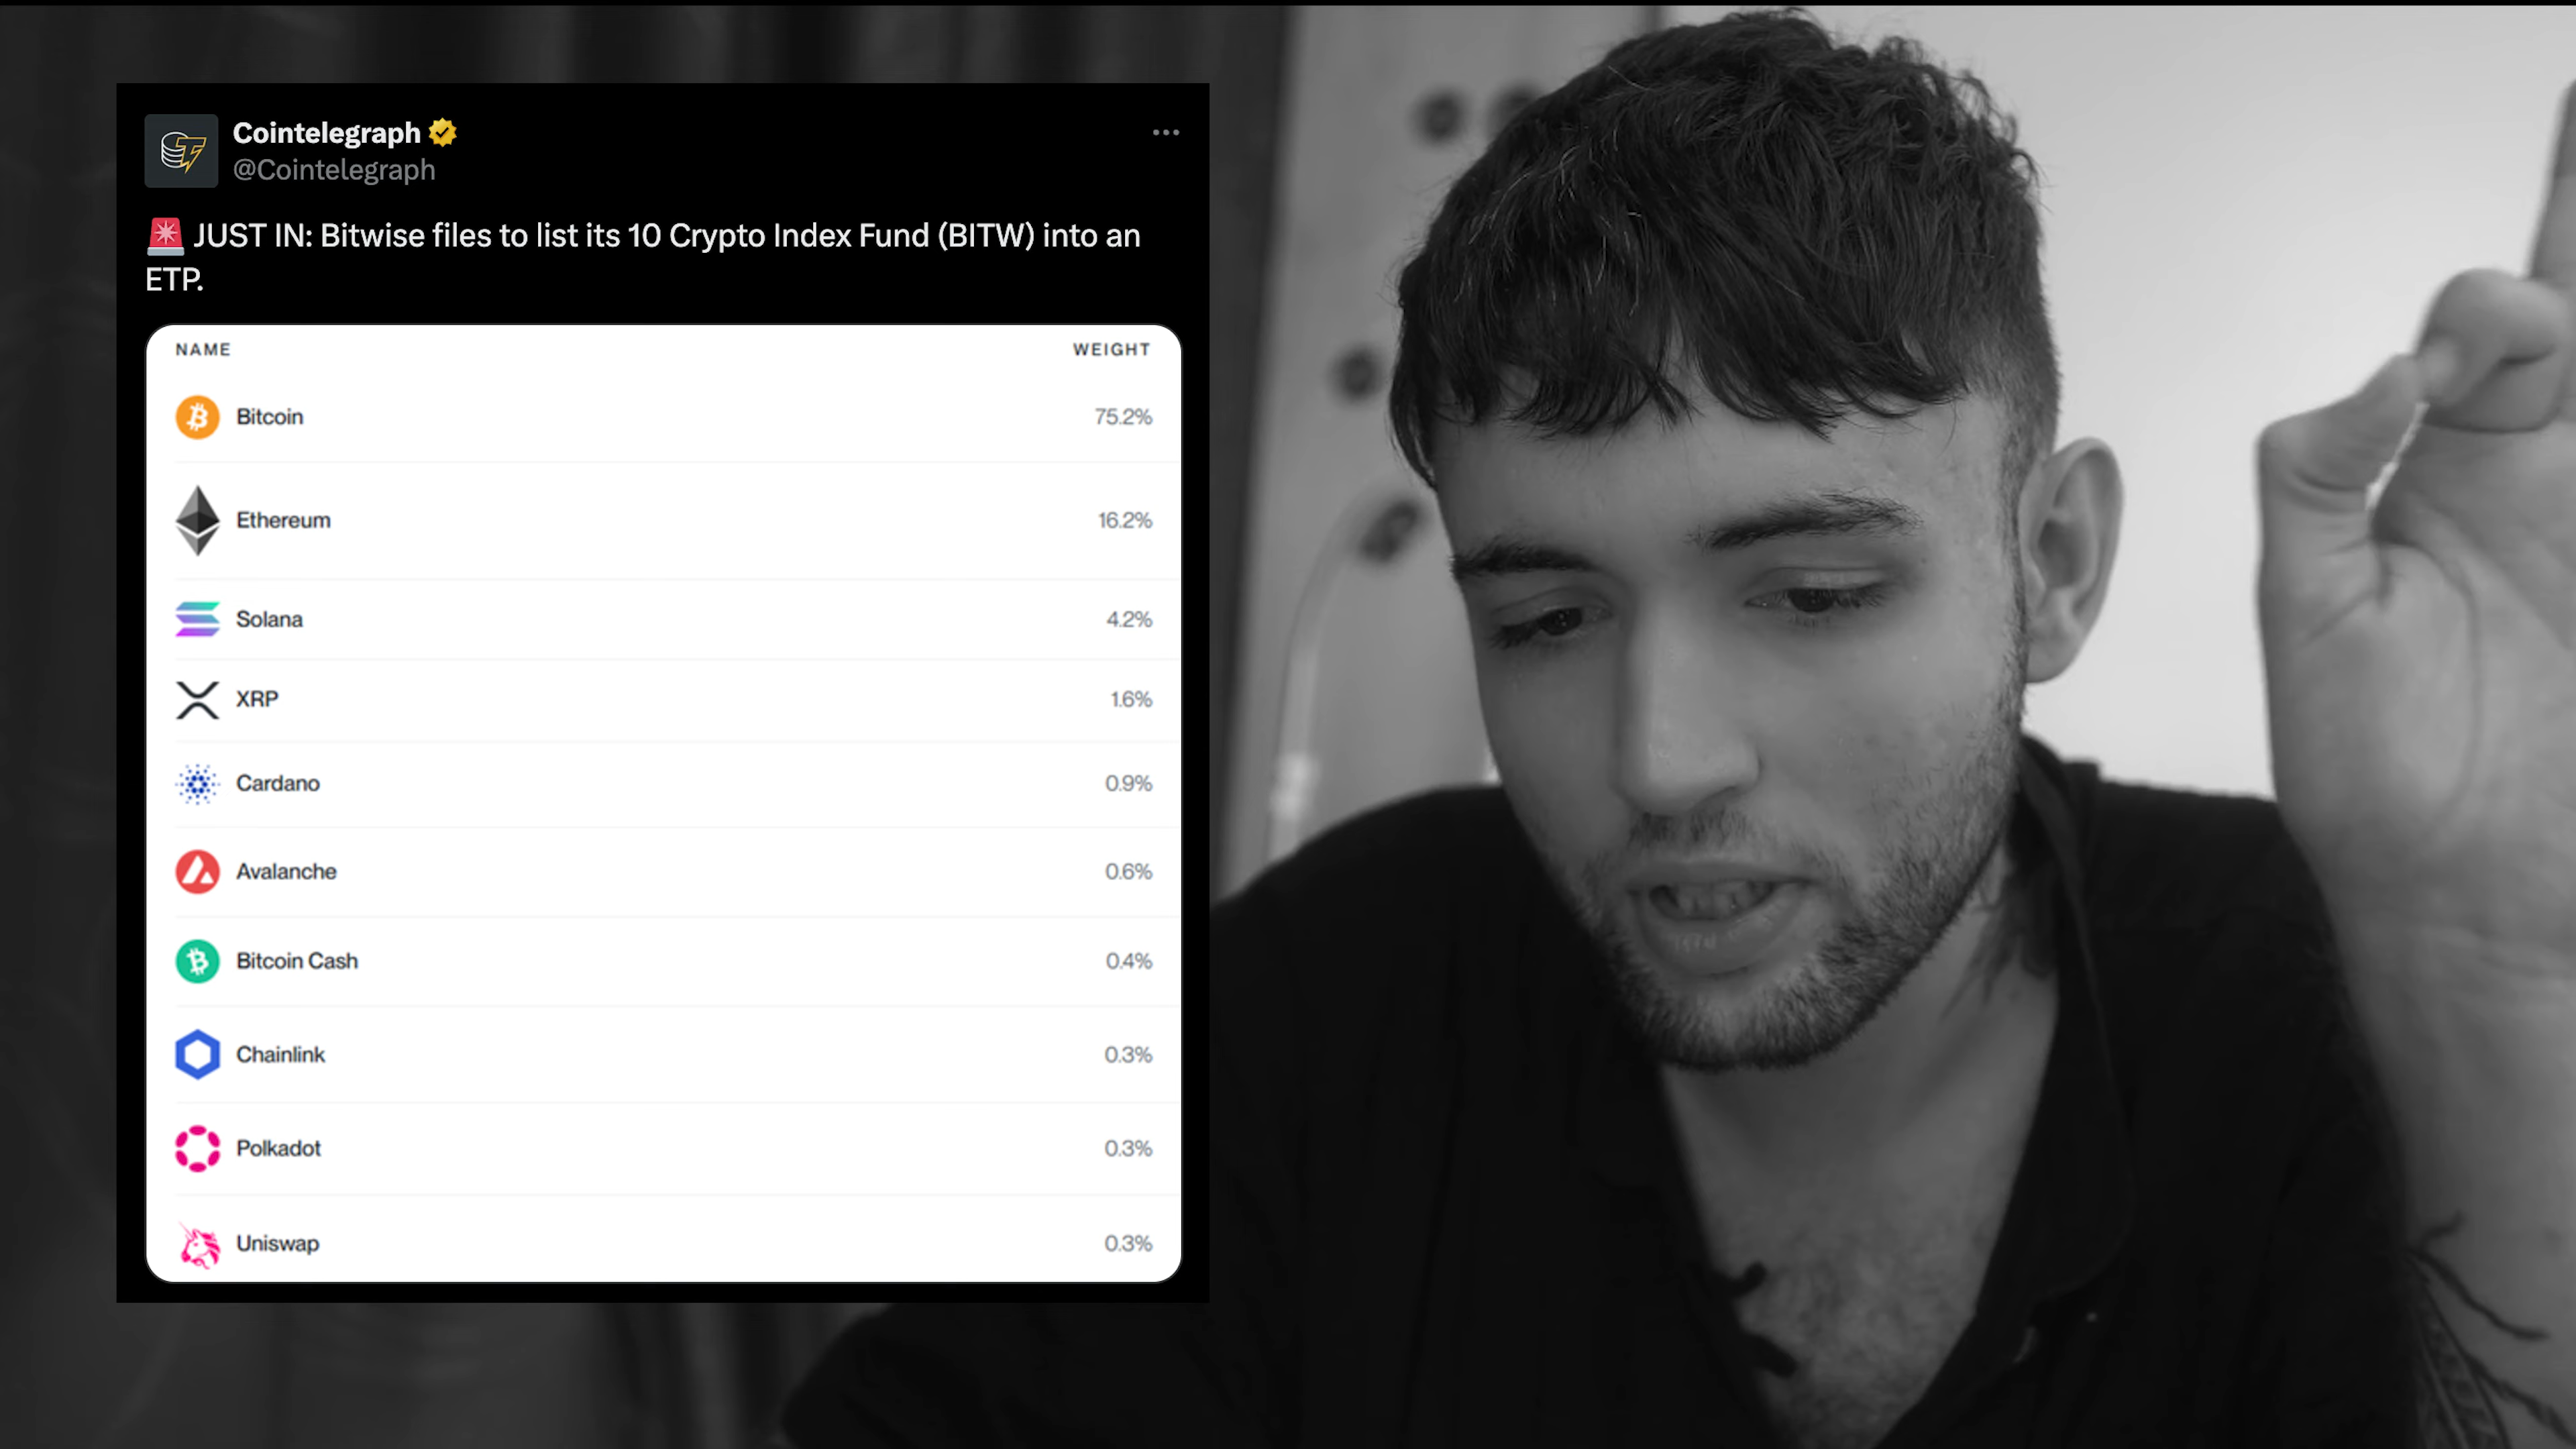 Cointelegraph
@Cointelegraph
🚨 JUST IN: Bitwise files to list its 10 Crypto Index Fund (BITW) into an
ETP.
NAME WEIGHT
Bitcoin 75.2%
Ethereum 16.2%
Solana 4.2%
XRP 1.6%
Cardano 0.9%
Avalanche 0.6%
Bitcoin Cash 0.4%
Chainlink 0.3%
Polkadot 0.3%
Uniswap 0.3%